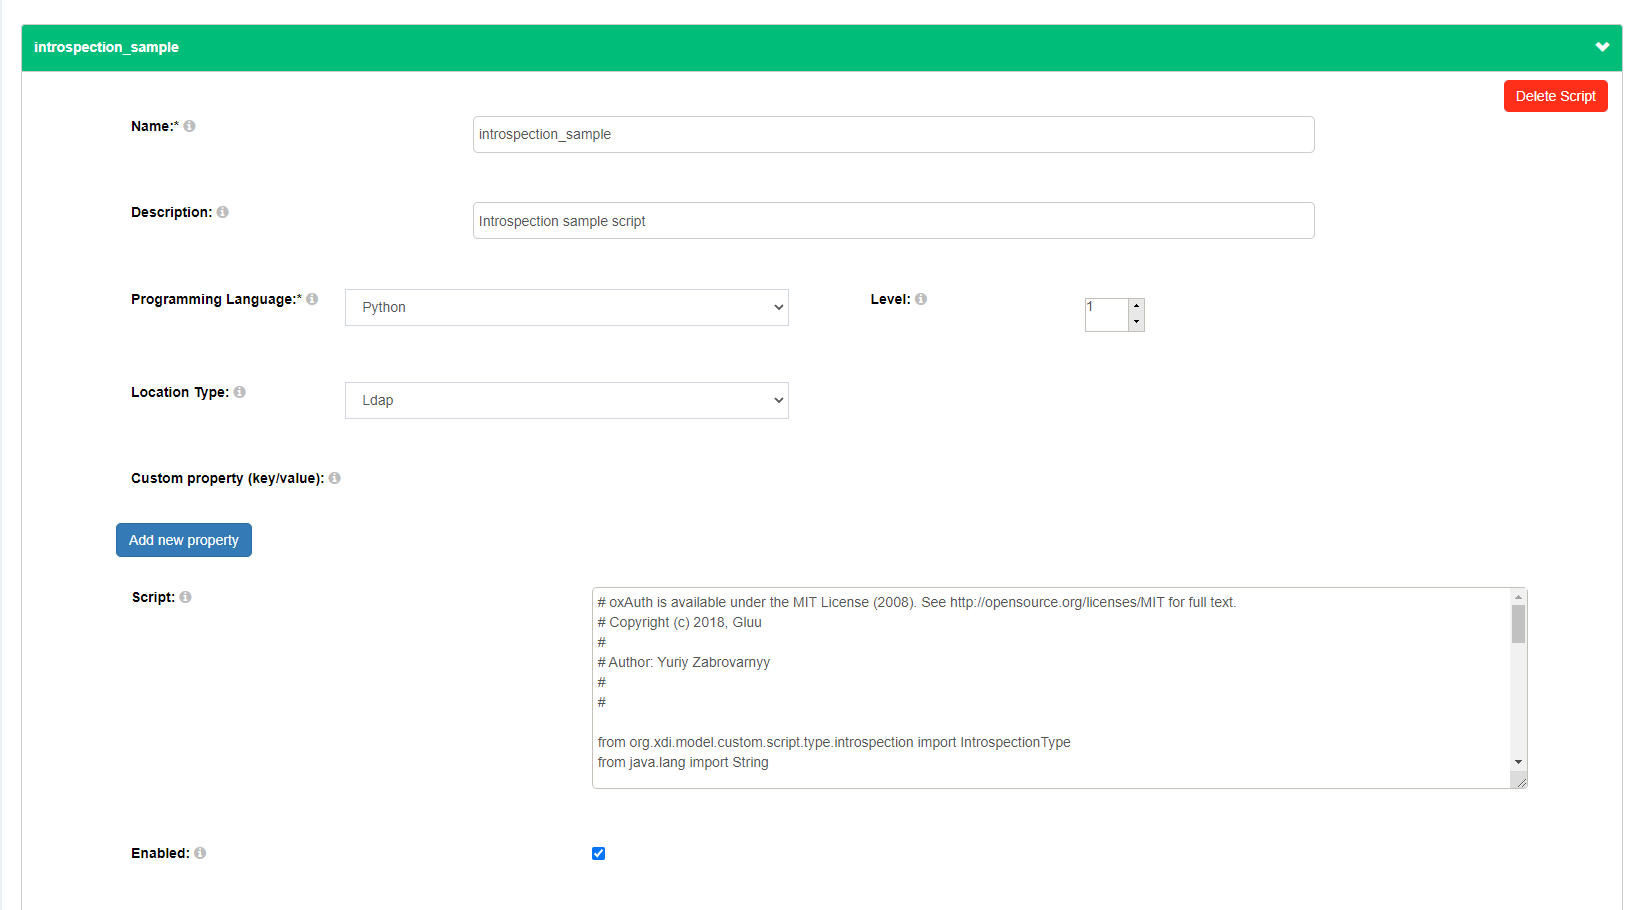 introspection_sample
Delete Script
Name:*
introspection_sample
Description:
Introspection sample script
Programming Language:*
Python
Level:
1
Location Type:
Ldap
Custom property (key/value):
Add new property
Script:
# oxAuth is available under the MIT License (2008). See http://opensource.org/licenses/MIT for full text.
# Copyright (c) 2018, Gluu
#
# Author: Yuriy Zabrovarnyy
#
#
from org.xdi.model.custom.script.type.introspection import IntrospectionType
from java.lang import String
Enabled: